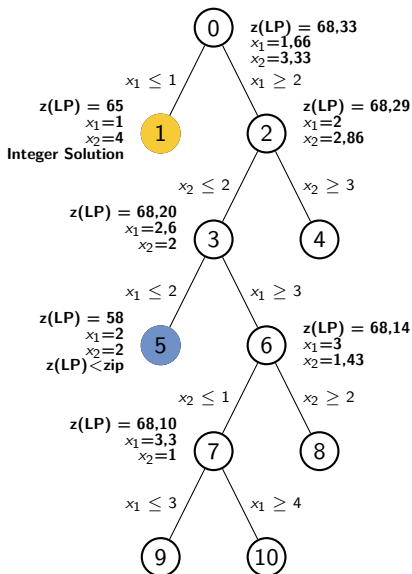 0
z(LP) = 68,33
x₁=1,66
x₂=3,33
x₁ ≤ 1
x₁ ≥ 2
z(LP) = 65
x₁=1
x₂=4
Integer Solution
1
2
z(LP) = 68,29
x₁=2
x₂=2,86
x₂ ≤ 2
x₂ ≥ 3
z(LP) = 68,20
x₁=2,6
x₂=2
3
4
x₁ ≤ 2
x₁ ≥ 3
z(LP) = 58
x₁=2
x₂=2
z(LP)<zip
5
6
z(LP) = 68,14
x₁=3
x₂=1,43
x₂ ≤ 1
x₂ ≥ 2
z(LP) = 68,10
x₁=3,3
x₂=1
7
8
x₁ ≤ 3
x₁ ≥ 4
9
10